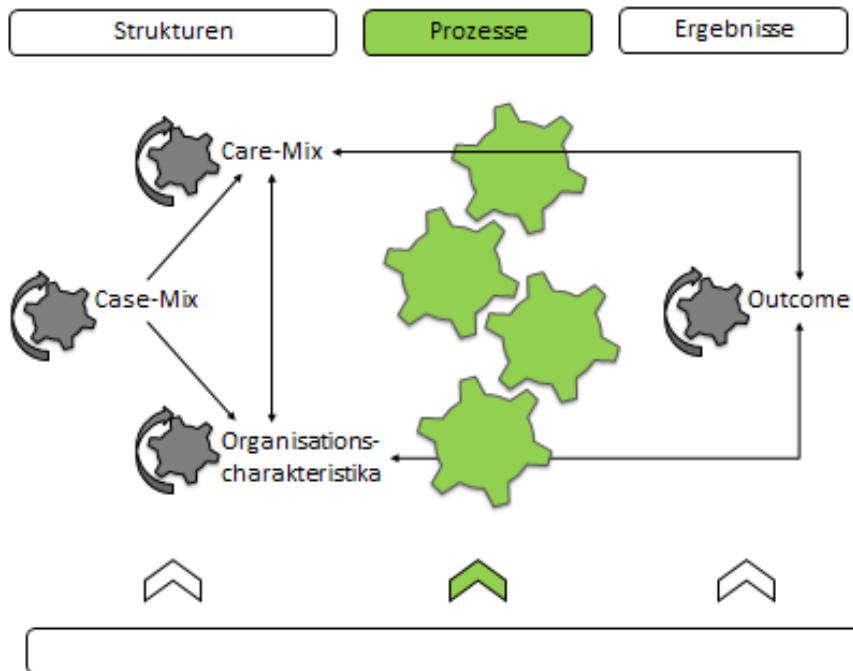 Strukturen
Prozesse
Ergebnisse
Care-Mix
Case-Mix
Outcome
Organisations-
charakteristika